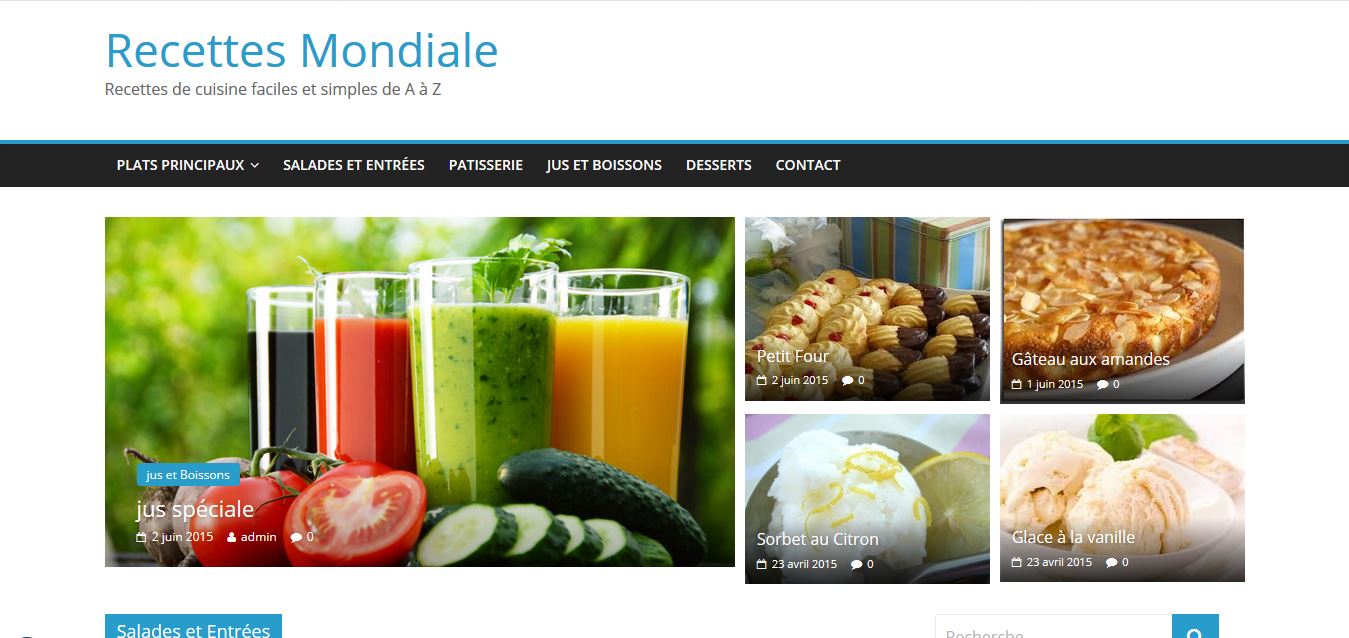 Recettes Mondiale
Recettes de cuisine faciles et simples de A à Z
PLATS PRINCIPAUX SALADES ET ENTRÉES PATISSERIE JUS ET BOISSONS DESSERTS CONTACT
jus et Boissons
jus spéciale
2 juin 2015 admin 0
Petit Four
2 juin 2015 0
Gâteau aux amandes
1 juin 2015 0
Sorbet au Citron
23 avril 2015 0
Glace à la vanille
23 avril 2015 0
Salades et Entrées
Recherche